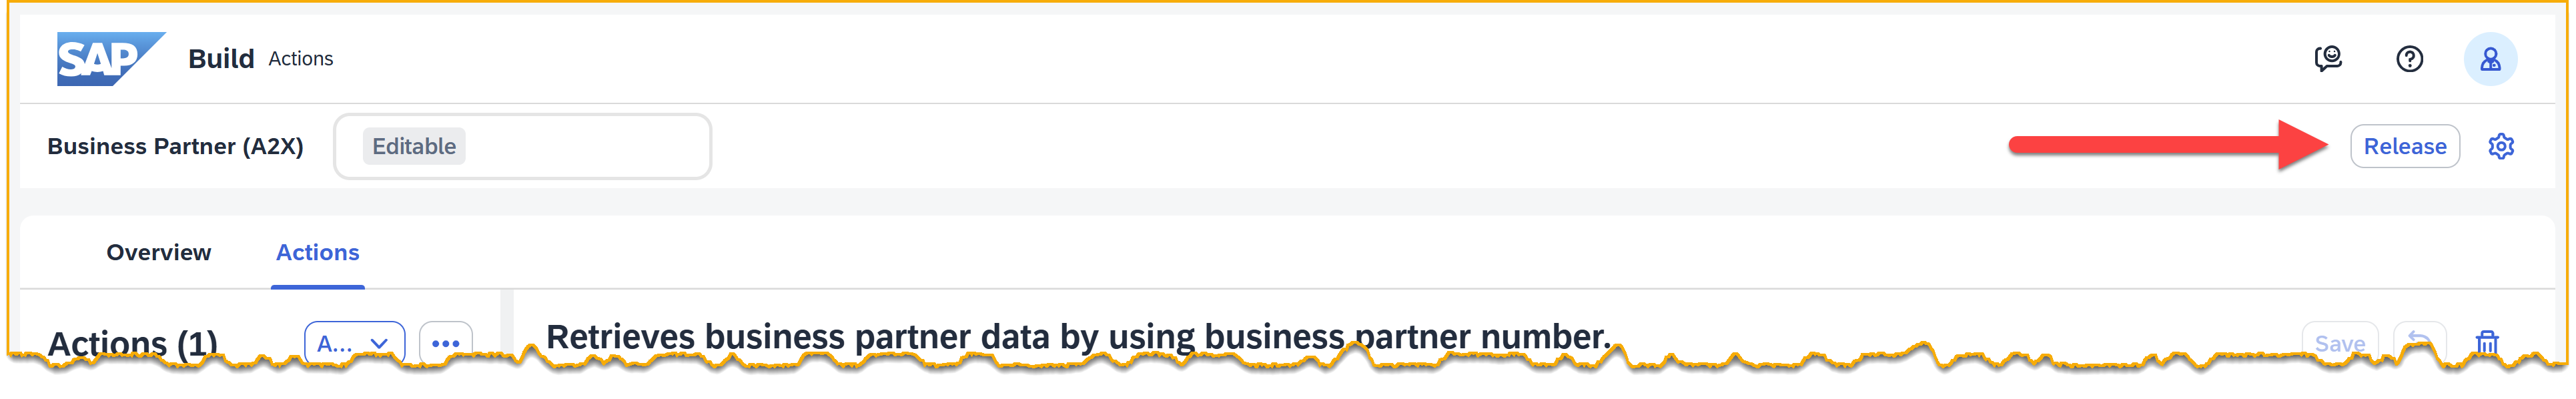 SAP Build Actions
Business Partner (A2X) Editable Release
Overview Actions
Actions (1) A... Retrieves business partner data by using business partner number. Save